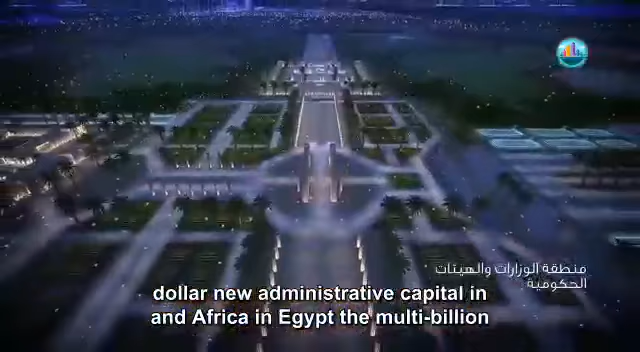 منطقة الوزارات والهيئات
الحكومية
dollar new administrative capital in
and Africa in Egypt the multi-billion